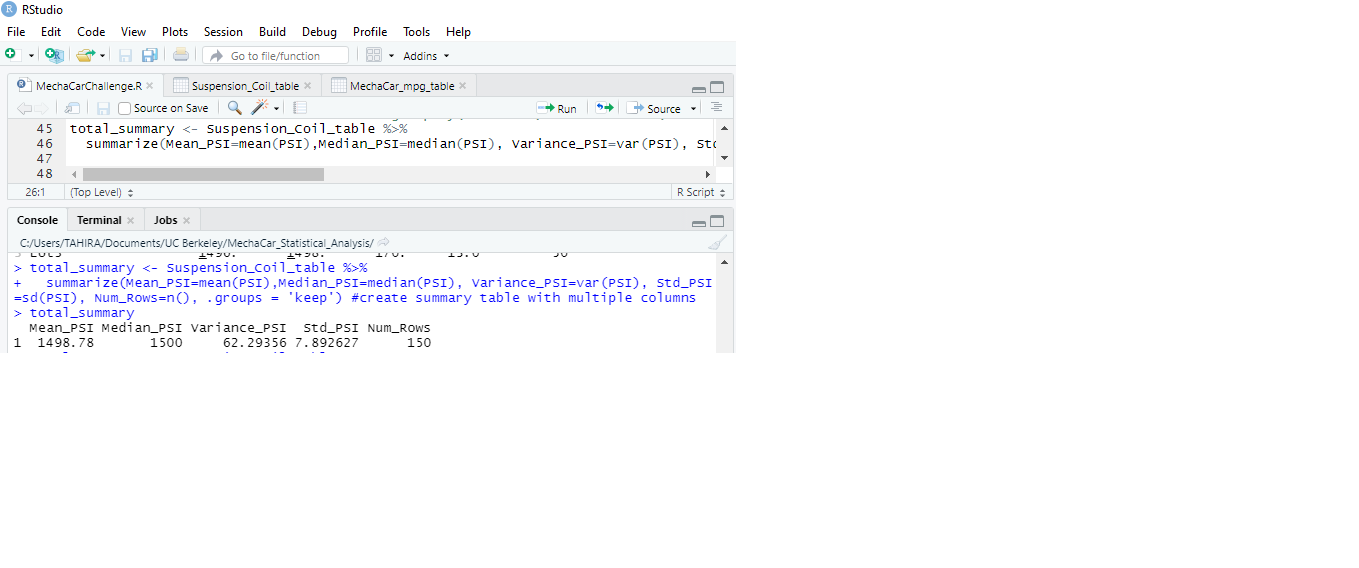 RStudio
File Edit Code View Plots Session Build Debug Profile Tools Help
Go to file/function Addins
MechaCarChallenge.R Suspension_Coil_table MechaCar_mpg_table
Source on Save Run Source
45 total_summary <- Suspension_Coil_table %>%
46 summarize(Mean_PSI=mean(PSI),Median_PSI=median(PSI), Variance_PSI=var(PSI), Std
47
48
26:1 (Top Level) R Script
Console Terminal Jobs
C:/Users/TAHIRA/Documents/UC Berkeley/MechaCar_Statistical_Analysis/
> total_summary <- Suspension_Coil_table %>%
+ summarize(Mean_PSI=mean(PSI),Median_PSI=median(PSI), Variance_PSI=var(PSI), Std_PSI
=sd(PSI), Num_Rows=n(), .groups = 'keep') #create summary table with multiple columns
> total_summary
Mean_PSI Median_PSI Variance_PSI Std_PSI Num_Rows
1 1498.78 1500 62.29356 7.892627 150